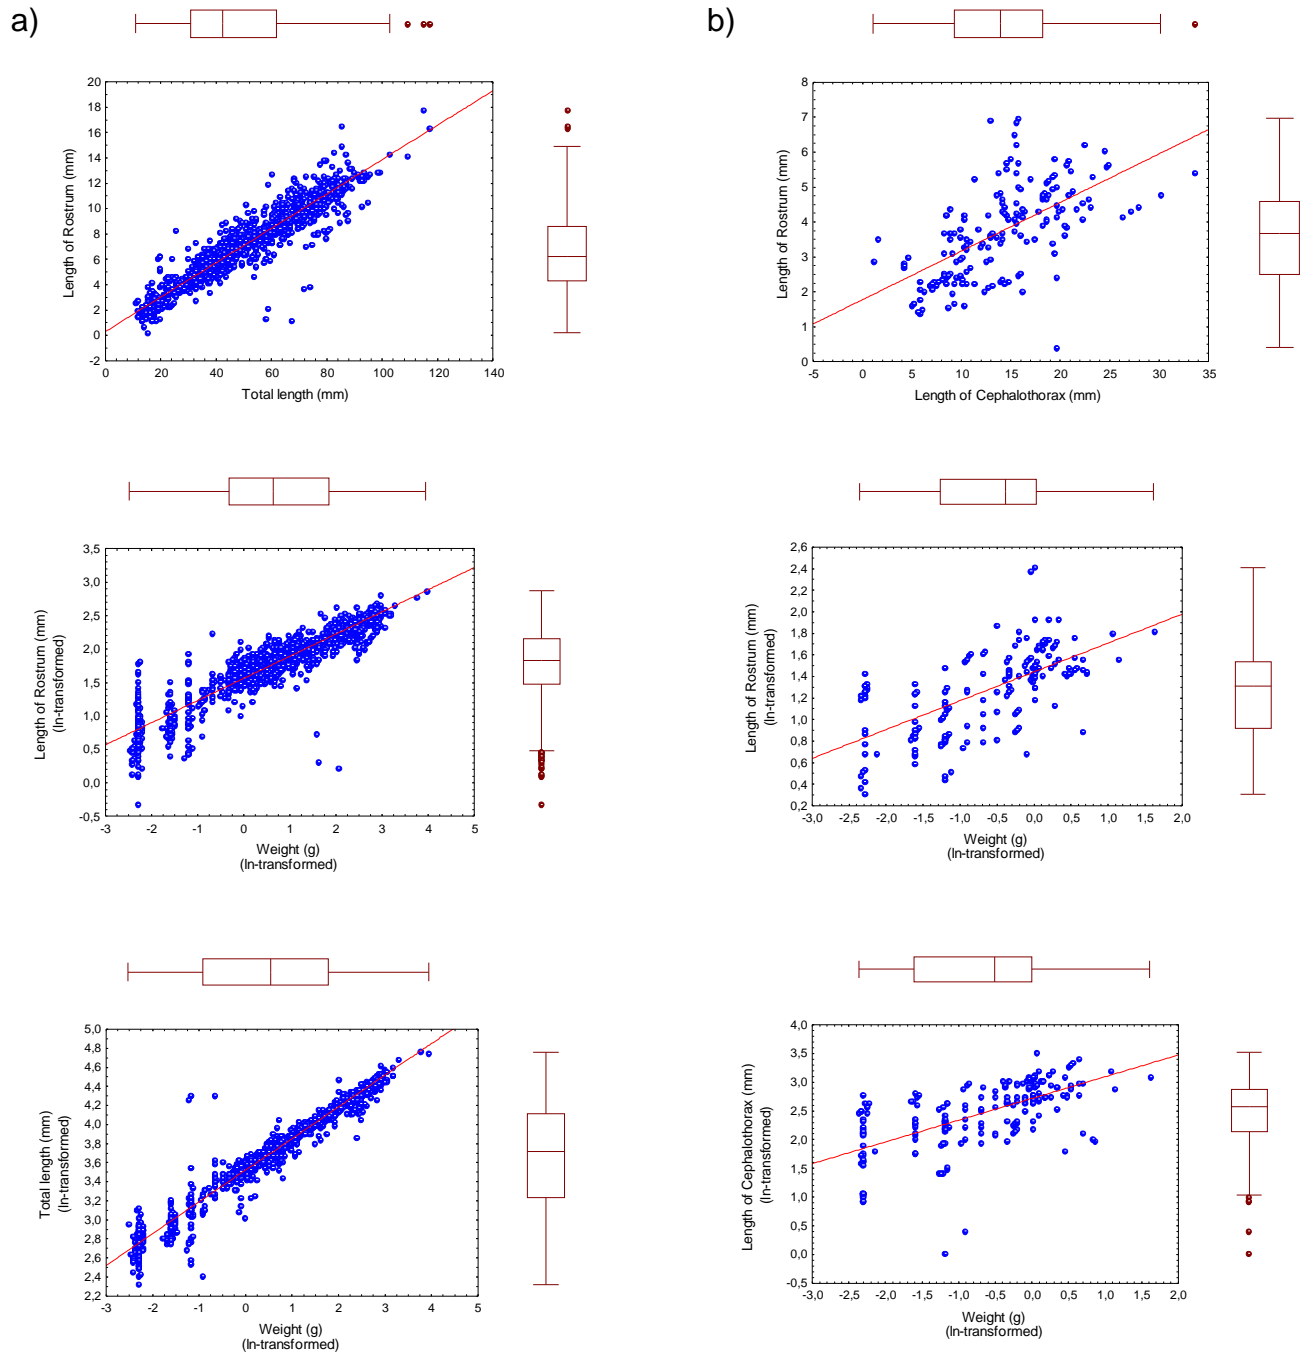 a)
20
18
16
14
12
10
8
6
4
2
0
-2
Length of Rostrum (mm)
0 20 40 60 80 100 120 140
Total length (mm)
b)
8
7
6
5
4
3
2
1
0
Length of Rostrum (mm)
-5 0 5 10 15 20 25 30 35
Length of Cephalothorax (mm)
3,5
3,0
2,5
2,0
1,5
1,0
0,5
0,0
-0,5
Length of Rostrum (mm)
(ln-transformed)
-3 -2 -1 0 1 2 3 4 5
Weight (g)
(ln-transformed)
2,6
2,4
2,2
2,0
1,8
1,6
1,4
1,2
1,0
0,8
0,6
0,4
0,2
Length of Rostrum (mm)
(ln-transformed)
-3,0 -2,5 -2,0 -1,5 -1,0 -0,5 0,0 0,5 1,0 1,5 2,0
Weight (g)
(ln-transformed)
5,0
4,8
4,6
4,4
4,2
4,0
3,8
3,6
3,4
3,2
3,0
2,8
2,6
2,4
2,2
Total length (mm)
(ln-transformed)
-3 -2 -1 0 1 2 3 4 5
Weight (g)
(ln-transformed)
4,0
3,5
3,0
2,5
2,0
1,5
1,0
0,5
0,0
-0,5
Length of Cephalothorax (mm)
(ln-transformed)
-3,0 -2,5 -2,0 -1,5 -1,0 -0,5 0,0 0,5 1,0 1,5 2,0
Weight (g)
(ln-transformed)